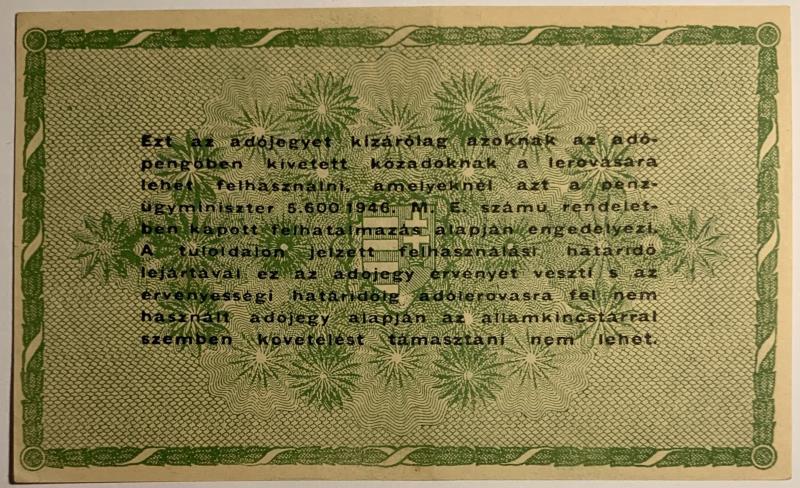 Ezt az adójegyet kizárólag azoknak az adó-
pengőben kivetett közadóknak a lerovására
lehet felhasználni, amelyeknél azt a pénz-
ügyminiszter 5.600/1946. M. E. számú rendelet-
ben kapott felhatalmazás alapján engedélyezi.
A túloldalon jelzett felhasználási határidő
lejártával ez az adójegy érvényét veszti s az
érvényességi határidőig adólerovásra fel nem
használt adójegy alapján az államkincstárral
szemben követelést támasztani nem lehet.